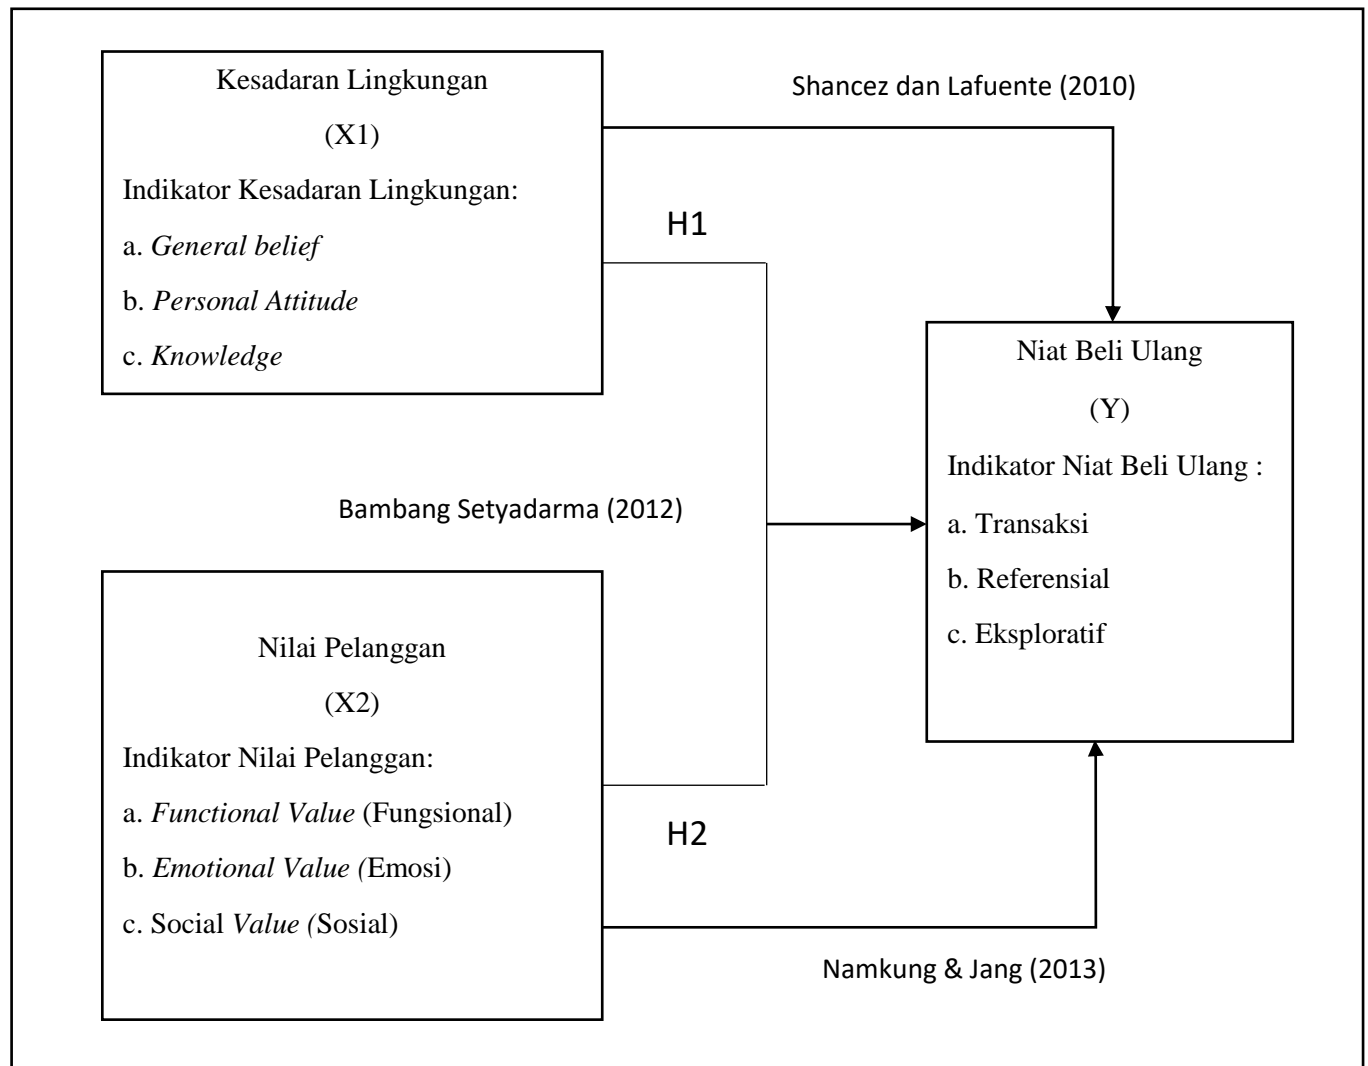 Kesadaran Lingkungan
(X1)
Indikator Kesadaran Lingkungan:
a. General belief
b. Personal Attitude
c. Knowledge
Shancez dan Lafuente (2010)
H1
Niat Beli Ulang
(Y)
Indikator Niat Beli Ulang :
a. Transaksi
b. Referensial
c. Eksploratif
Bambang Setyadarma (2012)
Nilai Pelanggan
(X2)
Indikator Nilai Pelanggan:
a. Functional Value (Fungsional)
b. Emotional Value (Emosi)
c. Social Value (Sosial)
H2
Namkung & Jang (2013)